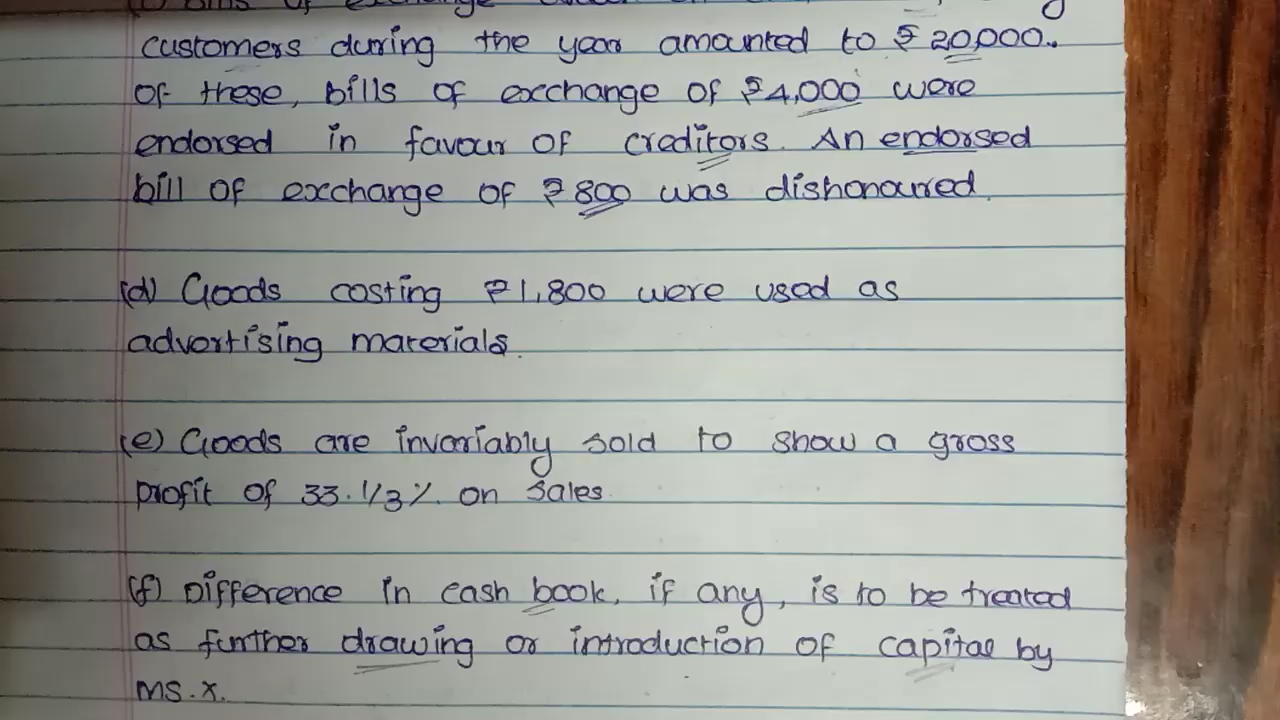 Bills of exchange
customers during the year amounted to ₹20,000.
Of these, bills of exchange of ₹4,000 were
endorsed in favour of creditors. An endorsed
bill of exchange of ₹800 was dishonoured.
(d) Goods costing ₹1,800 were used as
advertising materials.
(e) Goods are invariably sold to show a gross
profit of 33.1/3% on sales
(f) Difference in cash book, if any, is to be treated
as further drawing or introduction of capital by
MS.X.